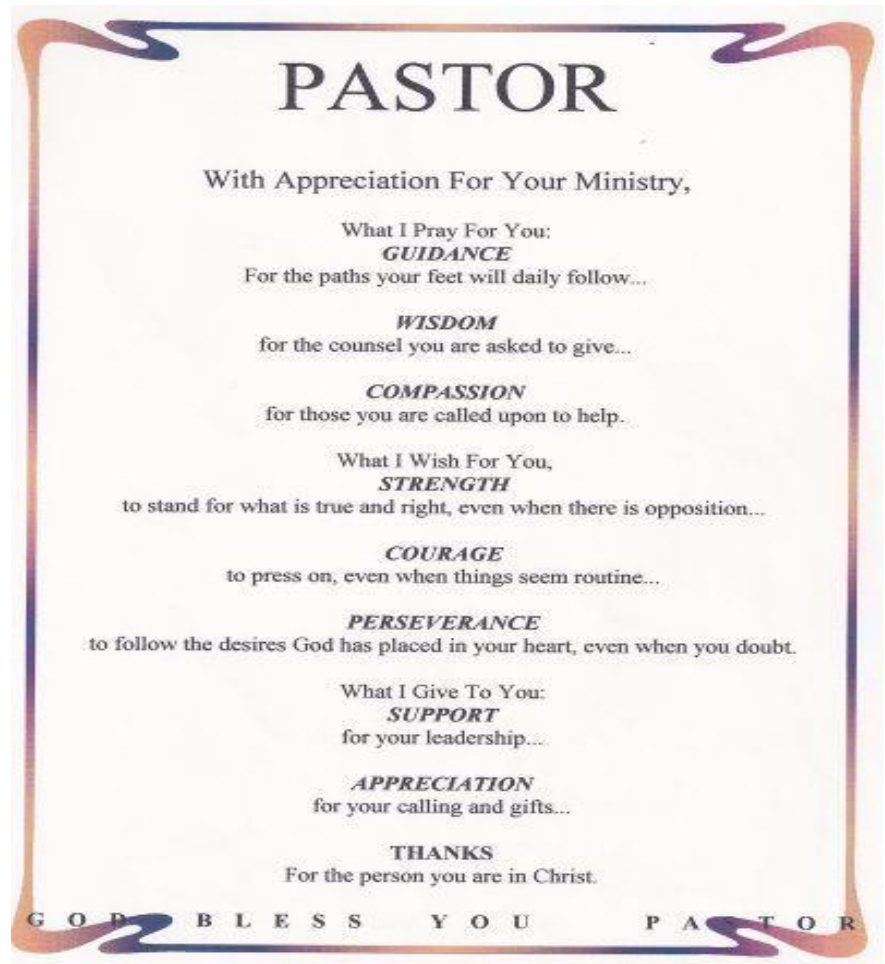 PASTOR
With Appreciation For Your Ministry,
What I Pray For You:
GUIDANCE
For the paths your feet will daily follow...
WISDOM
for the counsel you are asked to give...
COMPASSION
for those you are called upon to help.
What I Wish For You,
STRENGTH
to stand for what is true and right, even when there is opposition...
COURAGE
to press on, even when things seem routine...
PERSEVERANCE
to follow the desires God has placed in your heart, even when you doubt.
What I Give To You:
SUPPORT
for your leadership...
APPRECIATION
for your calling and gifts...
THANKS
For the person you are in Christ.
GOD BLESS YOU PASTOR